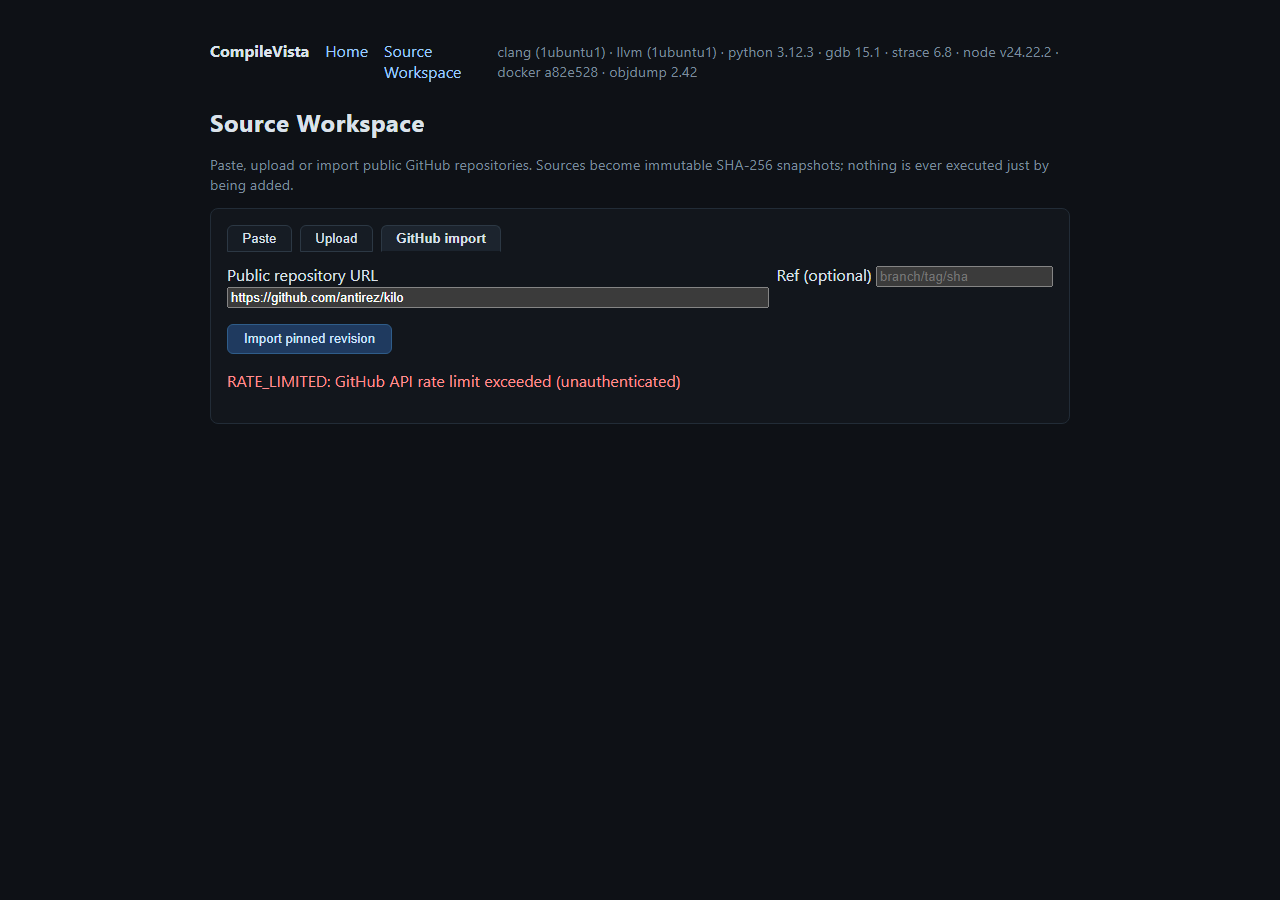 CompileVista Home Source Workspace
clang (1ubuntu1) · llvm (1ubuntu1) · python 3.12.3 · gdb 15.1 · strace 6.8 · node v24.22.2 ·
docker a82e528 · objdump 2.42
Source Workspace
Paste, upload or import public GitHub repositories. Sources become immutable SHA-256 snapshots; nothing is ever executed just by
being added.
Paste Upload GitHub import
Public repository URL
https://github.com/antirez/kilo
Ref (optional) branch/tag/sha
Import pinned revision
RATE_LIMITED: GitHub API rate limit exceeded (unauthenticated)